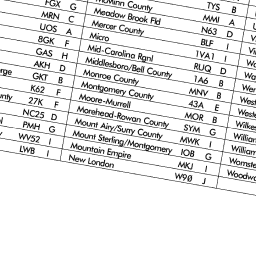 McMinn County MMI A
FGX G Meadow Brook Fld N63 D
MRN C Mercer County BLF I
UOS A Micro 1VA1 I
8GK F Mid-Carolina Rgnl RUQ D
GAS H Middlesboro/Bell County 1A6 B
AKH D Monroe County MNV B
GKT B Montgomery County 43A E
K62 F Moore-Murrell MOR B
27K F Morehead-Rowan County SYM G
NC25 D Mount Airy/Surry County MWK I
PMH G Mount Sterling/Montgomery IOB G
WV52 I Mountain Empire MKJ I
LWB I New London W90 J
TYS B